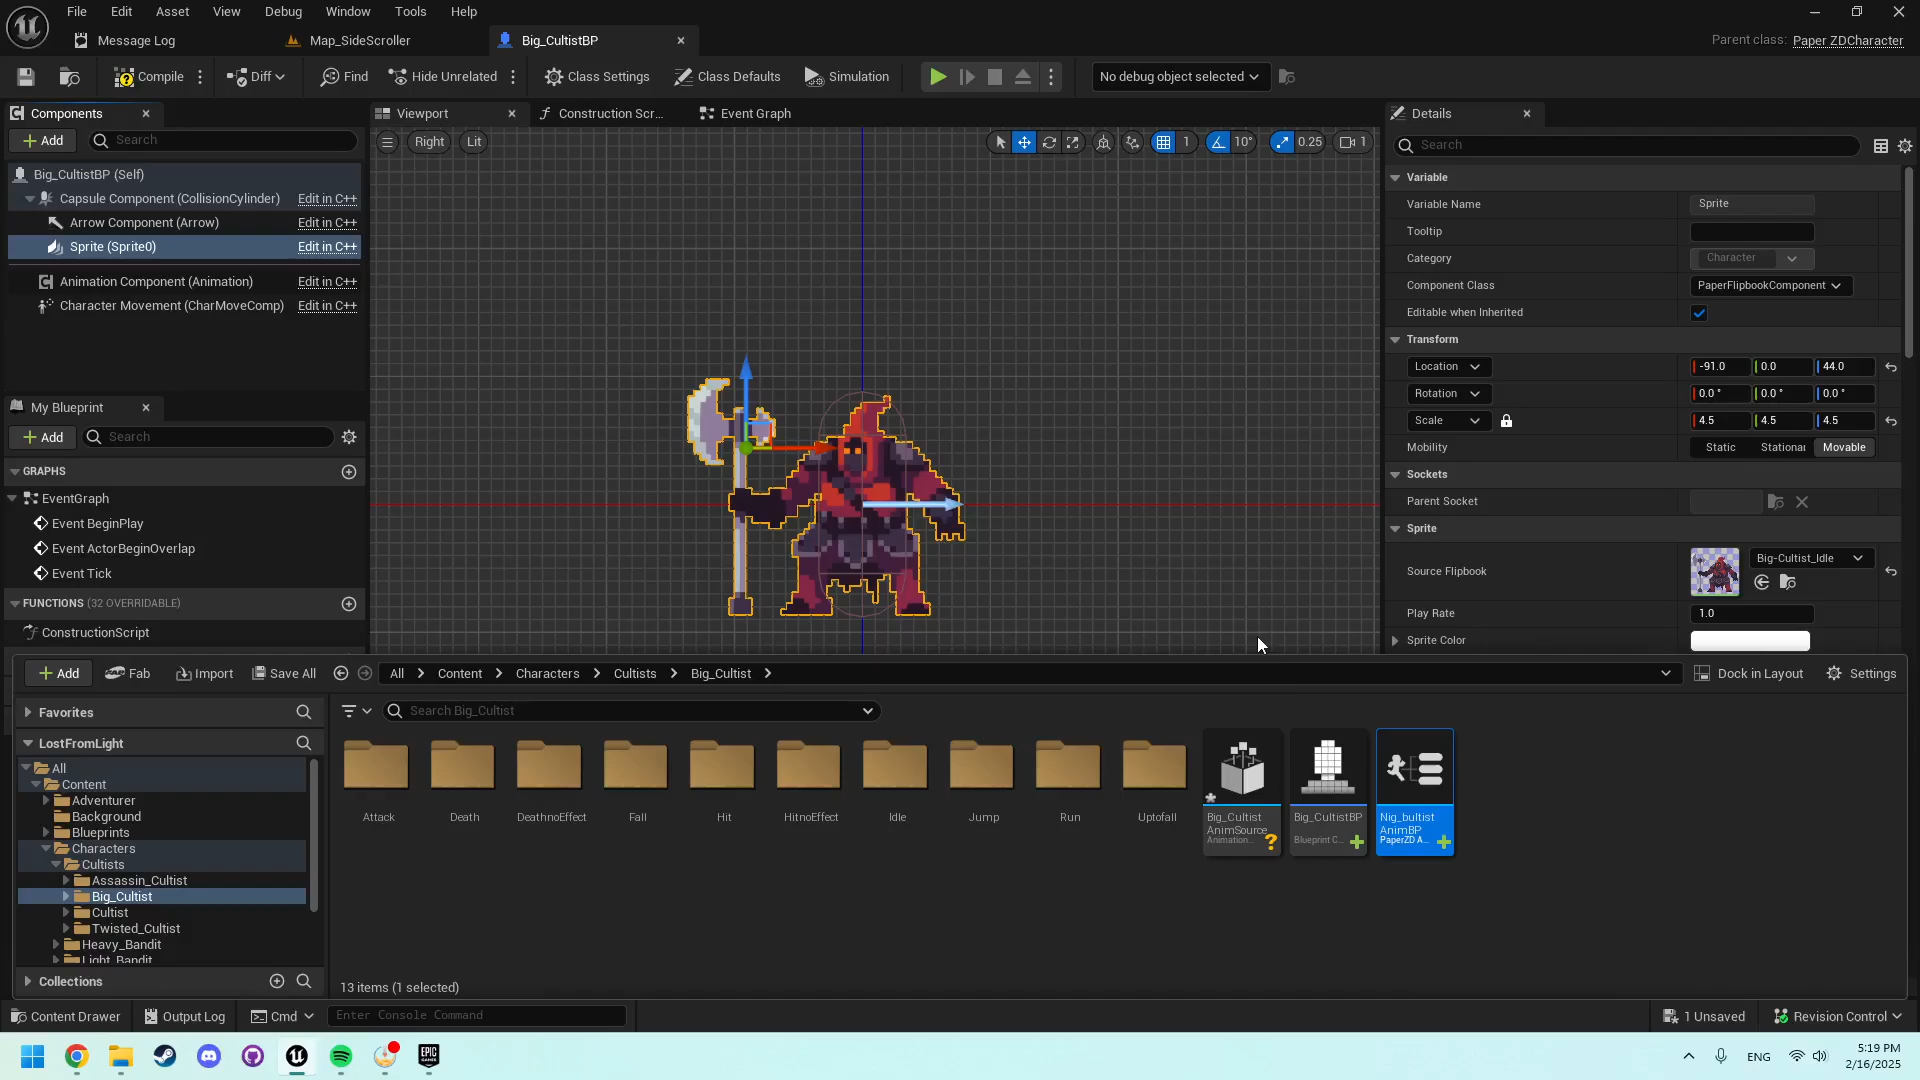 File Edit Asset View Debug Window Tools Help
Message Log Map_SideScroller Big_CultistBP
Parent class: Paper ZDCharacter
Compile Diff Find Hide Unrelated Class Settings Class Defaults Simulation No debug object selected
Components
Add Search
Big_CultistBP (Self)
Capsule Component (CollisionCylinder) Edit in C++
Arrow Component (Arrow) Edit in C++
Sprite (Sprite0) Edit in C++
Animation Component (Animation) Edit in C++
Character Movement (CharMoveComp) Edit in C++
My Blueprint
Add Search
GRAPHS
EventGraph
Event BeginPlay
Event ActorBeginOverlap
Event Tick
FUNCTIONS (32 OVERRIDABLE)
ConstructionScript
Viewport Construction Scr... Event Graph
Right Lit 1 10° 0.25 1
Details
Search
Variable
Variable Name Sprite
Tooltip
Category Character
Component Class PaperFlipbookComponent
Editable when Inherited
Transform
Location -91.0 0.0 44.0
Rotation 0.0 ° 0.0 ° 0.0 °
Scale 4.5 4.5 4.5
Mobility Static Stationar Movable
Sockets
Parent Socket
Sprite
Source Flipbook Big-Cultist_Idle
Play Rate 1.0
Sprite Color
Add Fab Import Save All All Content Characters Cultists Big_Cultist Dock in Layout Settings
Favorites
LostFromLight
All
Content
Adventurer
Background
Blueprints
Characters
Cultists
Assassin_Cultist
Big_Cultist
Cultist
Twisted_Cultist
Heavy_Bandit
Light_Bandit
Collections
Search Big_Cultist
Attack Death DeathnoEffect Fall Hit HitnoEffect Idle Jump Run Uptofall
Big_Cultist
AnimSource
Animation...
Big_CultistBP
Blueprint C...
Nig_bultist
AnimBP
PaperZD A...
13 items (1 selected)
Content Drawer Output Log Cmd Enter Console Command 1 Unsaved Revision Control
EPIC
GAMES
ENG
5:19 PM
2/16/2025